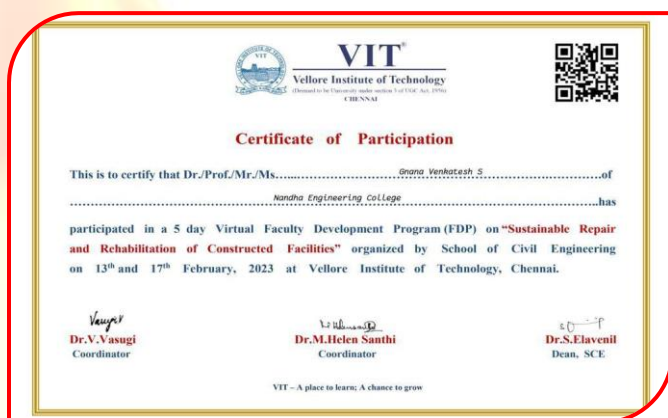 VIT®
Vellore Institute of Technology
(Deemed to be University under section 3 of UGC Act, 1956)
CHENNAI
Certificate of Participation
This is to certify that Dr./Prof./Mr./Ms.....................Gnana Venkatesh S.....................of
.....................Nandha Engineering College.....................has
participated in a 5 day Virtual Faculty Development Program (FDP) on “Sustainable Repair
and Rehabilitation of Constructed Facilities” organized by School of Civil Engineering
on 13th and 17th February, 2023 at Vellore Institute of Technology, Chennai.
Dr.V.Vasugi
Coordinator
Dr.M.Helen Santhi
Coordinator
Dr.S.Elavenil
Dean, SCE
VIT – A place to learn; A chance to grow